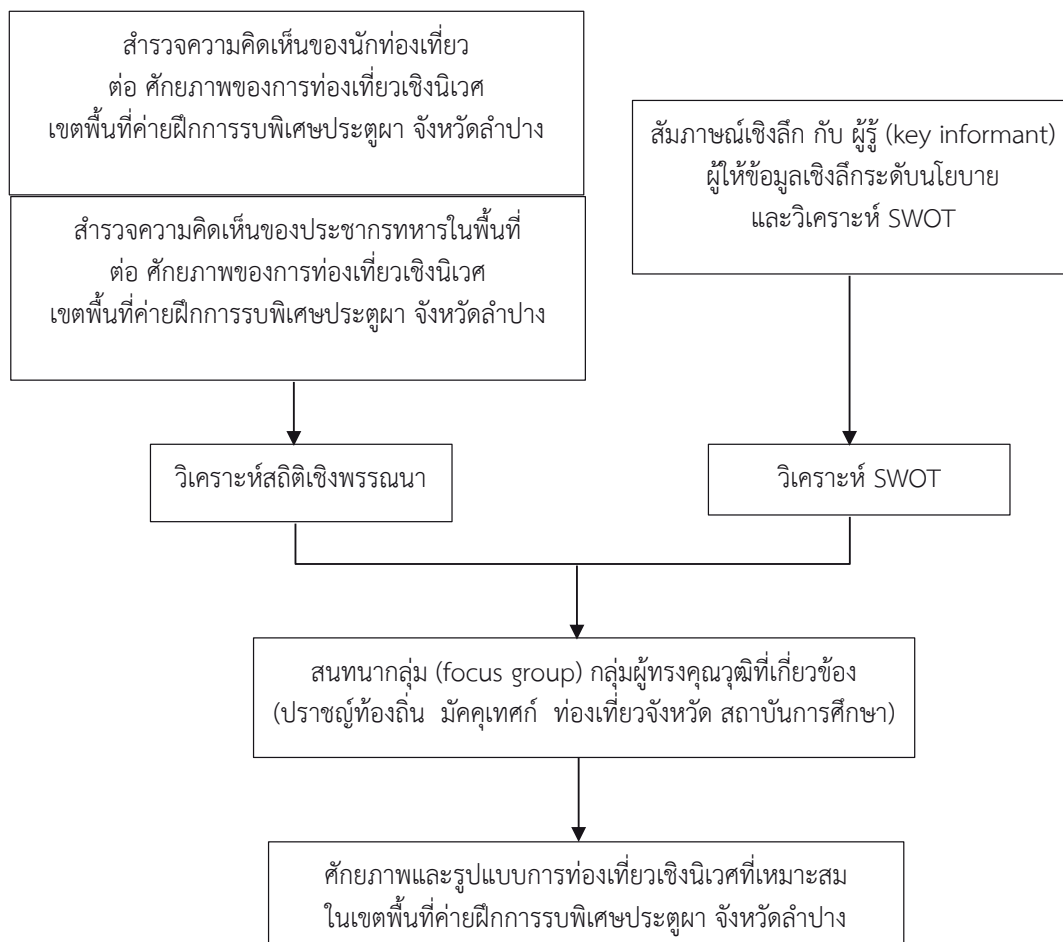 สำรวจความคิดเห็นของนักท่องเที่ยว
ต่อ ศักยภาพของการท่องเที่ยวเชิงนิเวศ
เขตพื้นที่ค่ายฝึกการรบพิเศษประตูผา จังหวัดลำปาง
สำรวจความคิดเห็นของประชากรทหารในพื้นที่
ต่อ ศักยภาพของการท่องเที่ยวเชิงนิเวศ
เขตพื้นที่ค่ายฝึกการรบพิเศษประตูผา จังหวัดลำปาง
สัมภาษณ์เชิงลึก กับ ผู้รู้ (key informant)
ผู้ให้ข้อมูลเชิงลึกระดับนโยบาย
และวิเคราะห์ SWOT
วิเคราะห์สถิติเชิงพรรณนา
วิเคราะห์ SWOT
สนทนากลุ่ม (focus group) กลุ่มผู้ทรงคุณวุฒิที่เกี่ยวข้อง
(ปราชญ์ท้องถิ่น มัคคุเทศก์ ท่องเที่ยวจังหวัด สถาบันการศึกษา)
ศักยภาพและรูปแบบการท่องเที่ยวเชิงนิเวศที่เหมาะสม
ในเขตพื้นที่ค่ายฝึกการรบพิเศษประตูผา จังหวัดลำปาง